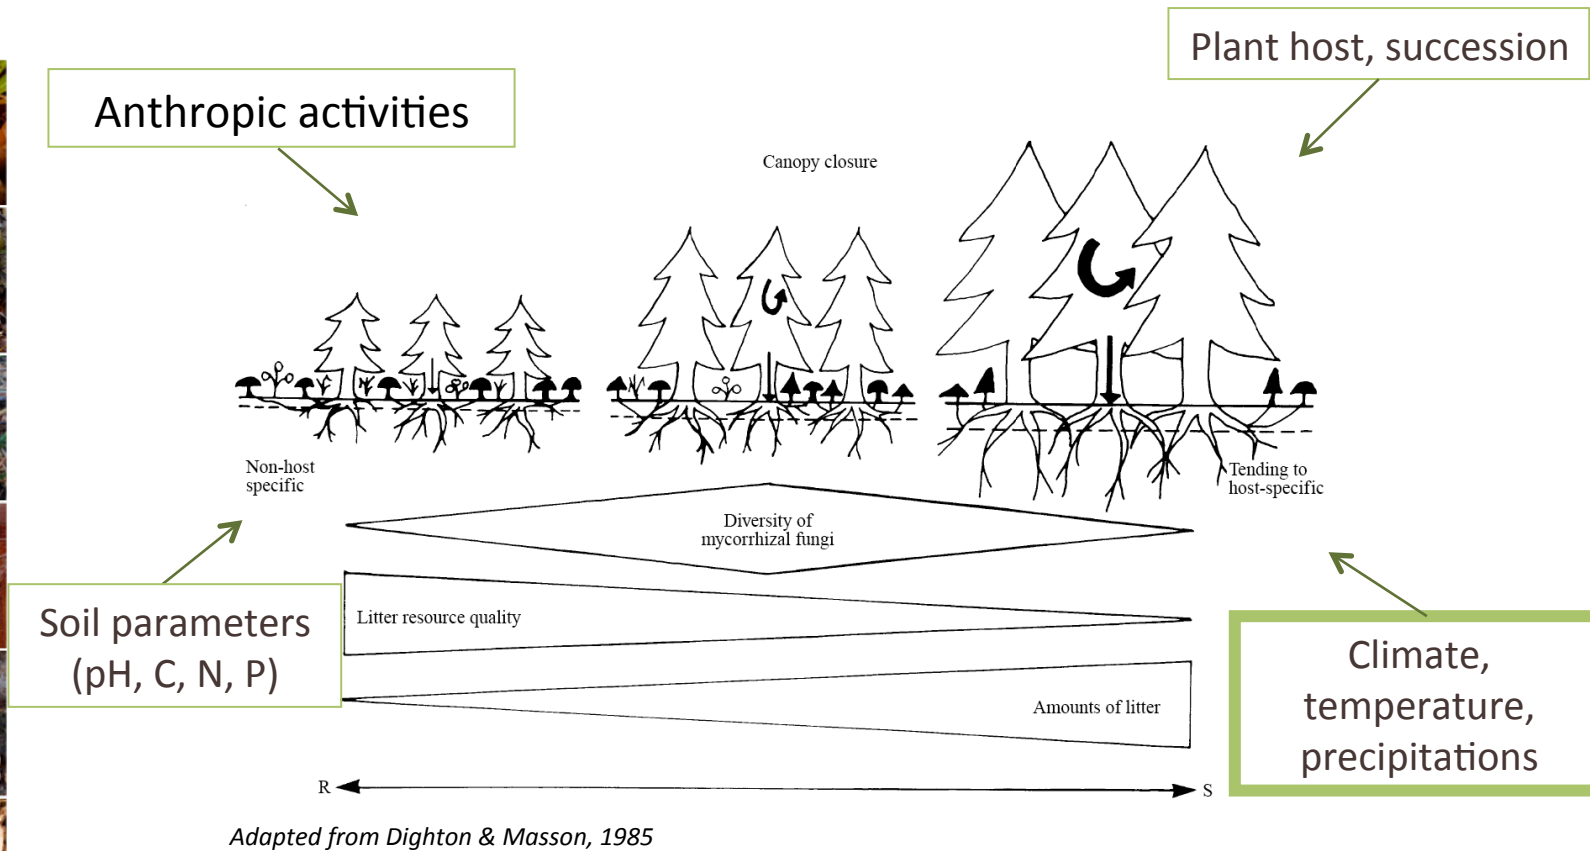 Plant host, succession
Anthropic activities
Canopy closure
Non-host
specific
Tending to
host-specific
Diversity of
mycorrhizal fungi
Soil parameters
(pH, C, N, P)
Litter resource quality
Climate,
temperature,
precipitations
Amounts of litter
R
S
Adapted from Dighton & Masson, 1985